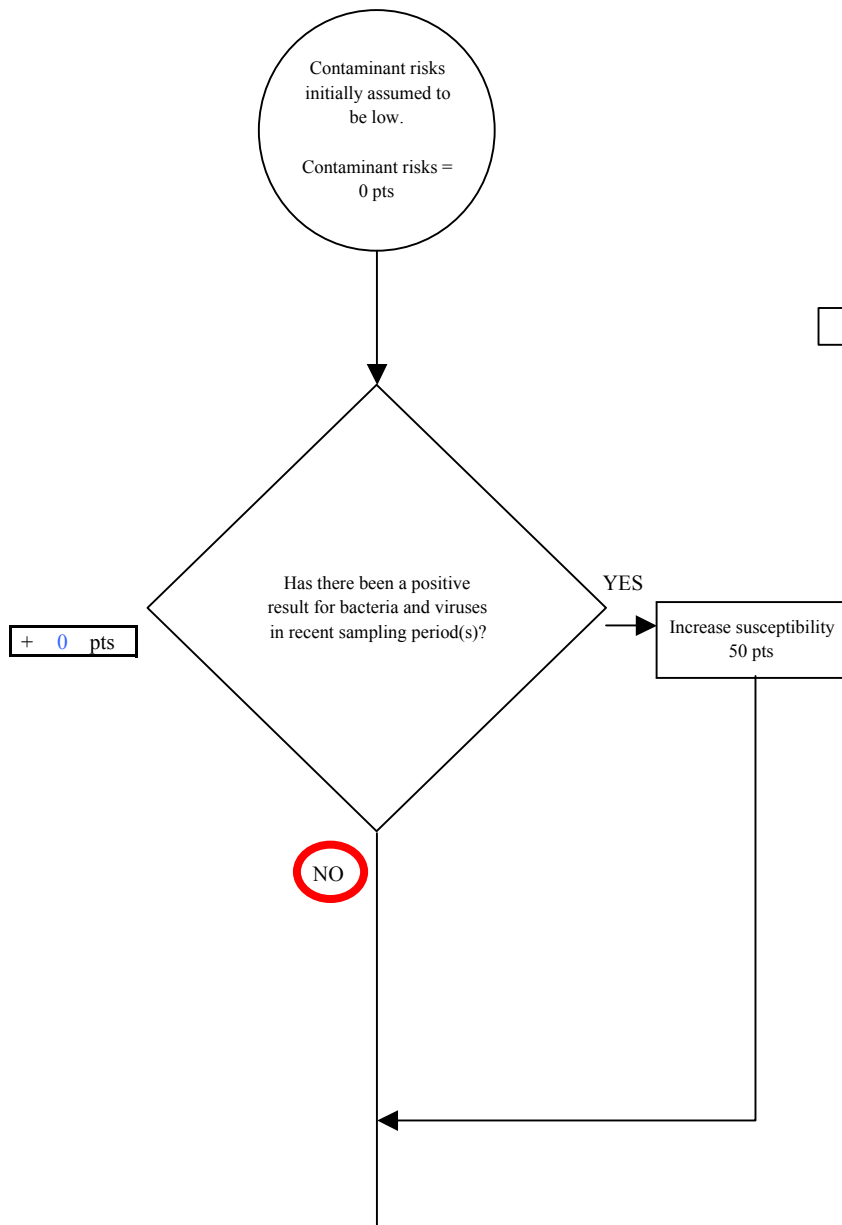 Contaminant risks
initially assumed to
be low.
Contaminant risks =
0 pts
Has there been a positive
result for bacteria and viruses
in recent sampling period(s)?
YES
+ 0 pts
Increase susceptibility
50 pts
NO